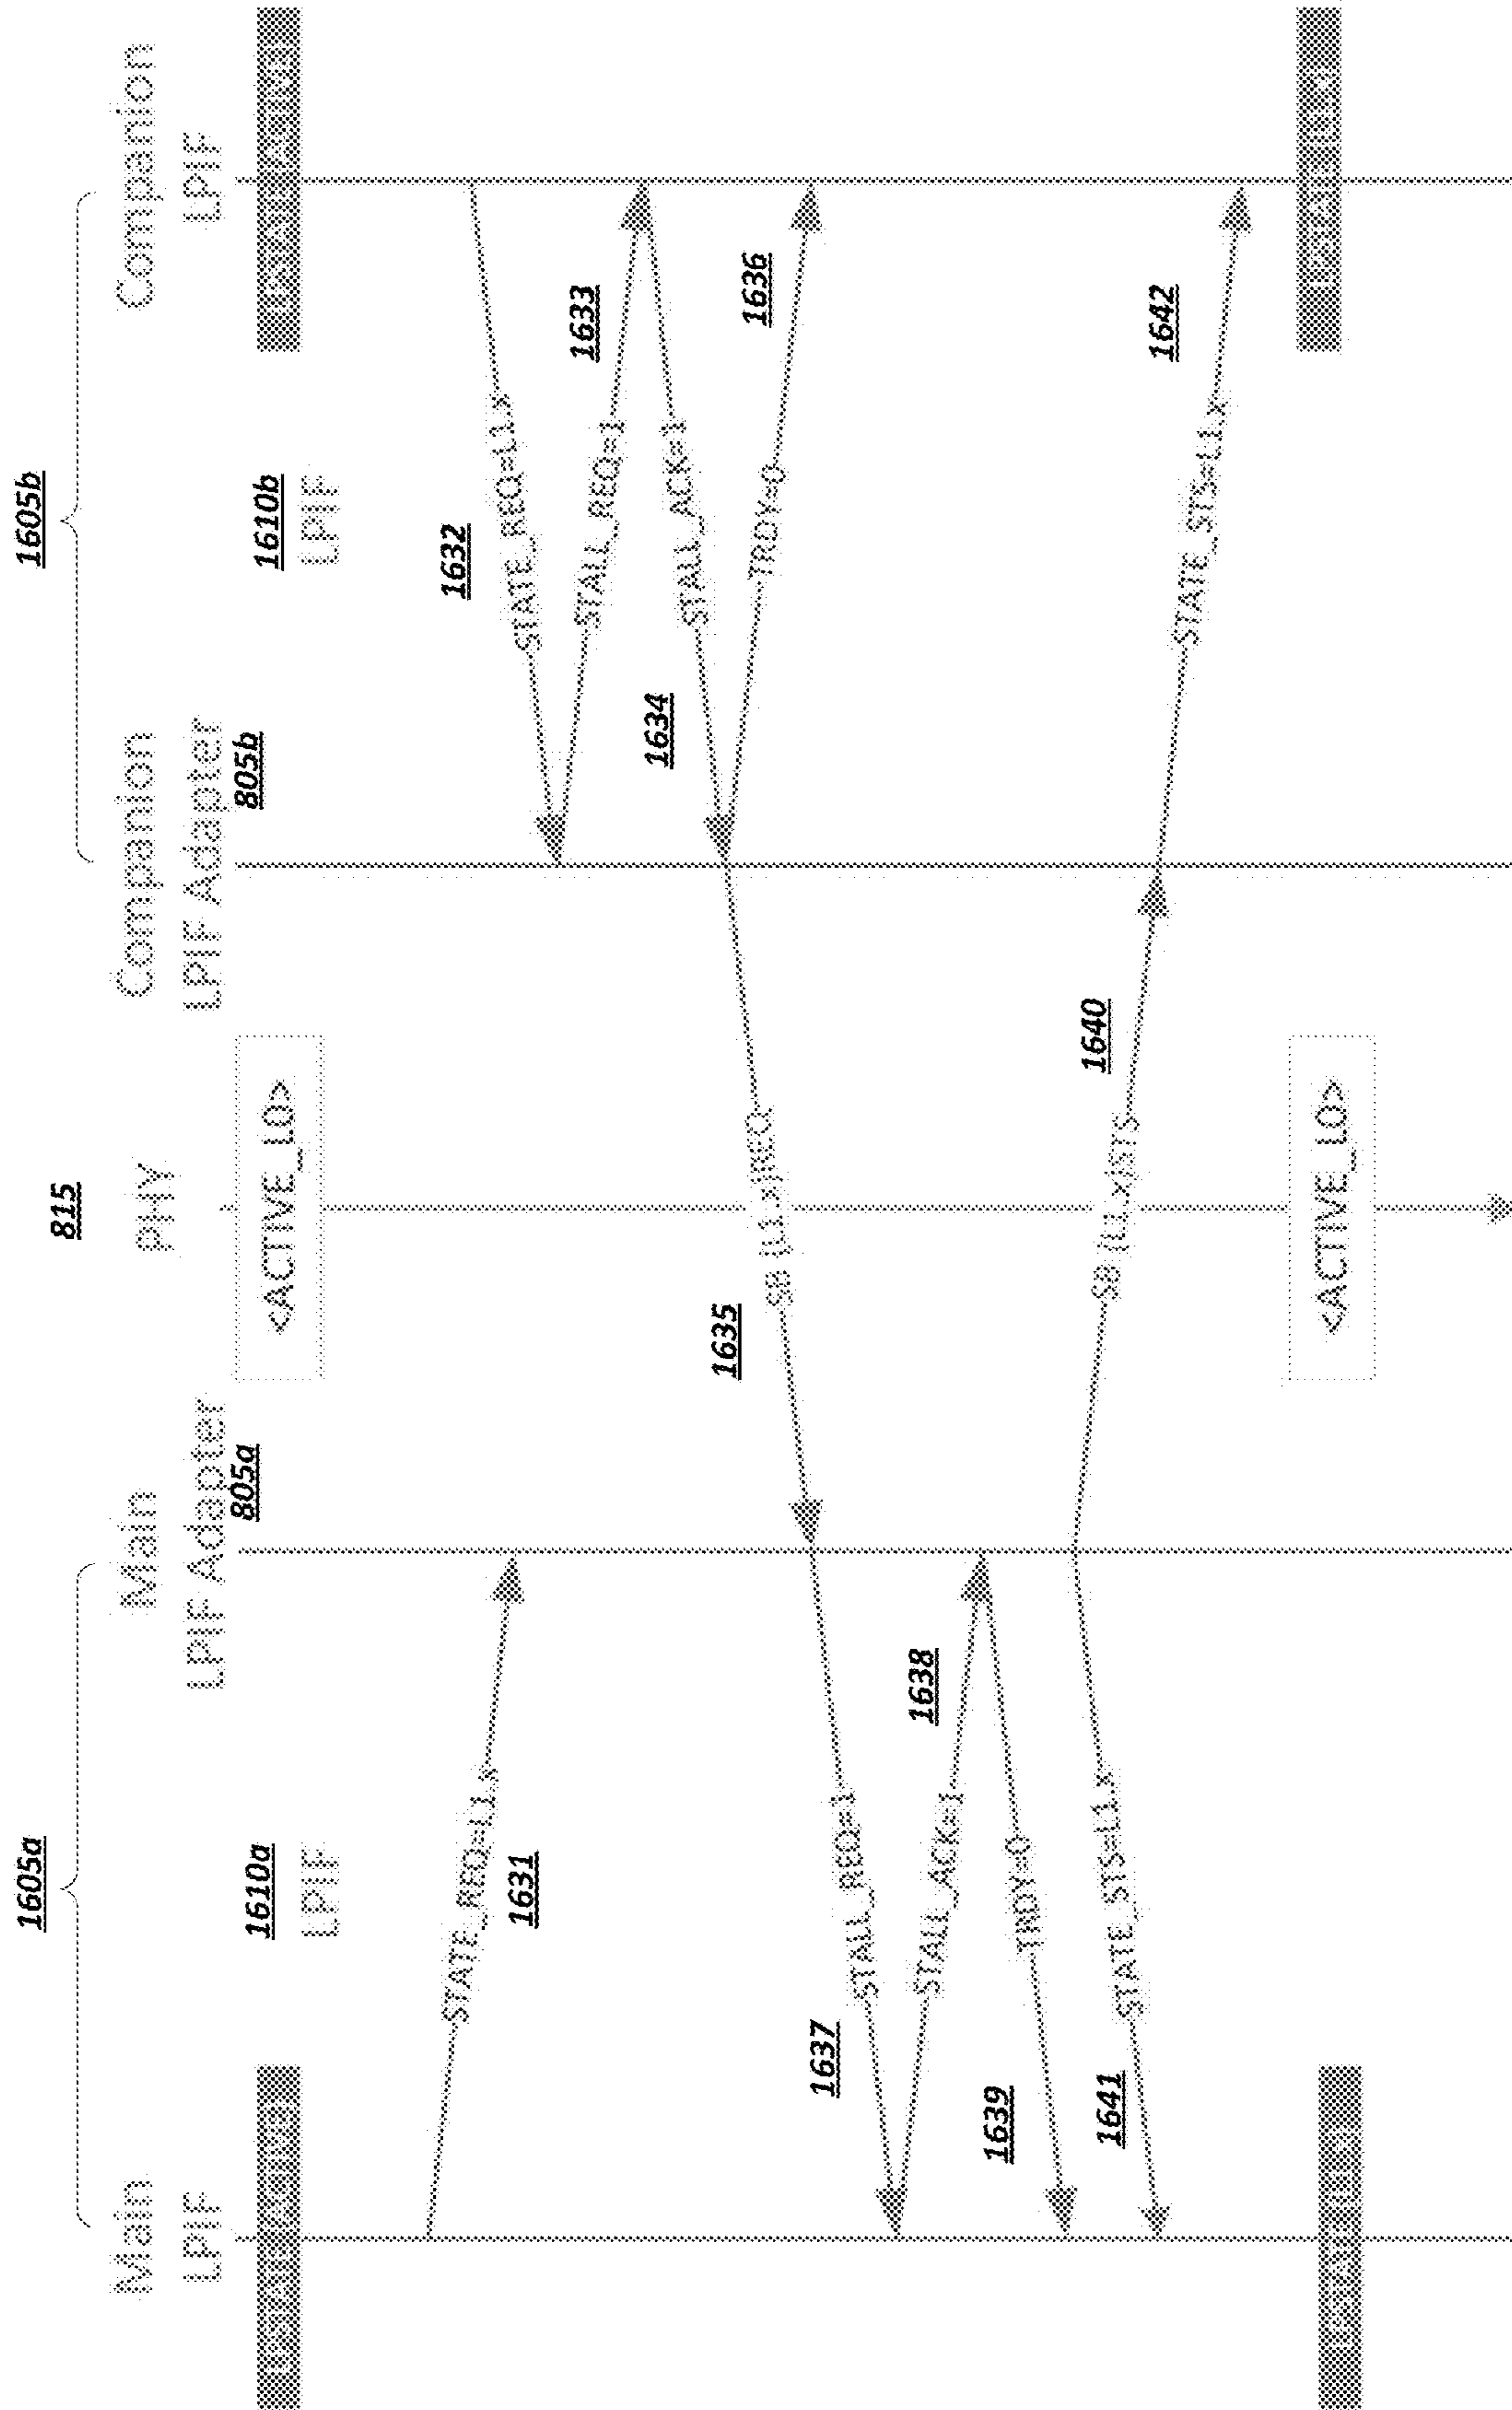 1605a
1605b
815
Main
LPIF
Main
LPIF Adapter
805a
PHY
Companion
LPIF Adapter
805b
Companion
LPIF
1610a
LPIF
<ACTIVE_L0>
1610b
LPIF
STATE_REQ=L1.x
1631
1632
STATE_REQ=L1.x
1633
STALL_REQ=1
1634
STALL_ACK=1
1635
SB {L1.x}REQ
1636
TRDY=0
1637
STALL_REQ=1
1638
STALL_ACK=1
1639
TRDY=0
1640
SB {L1.x}STS
1641
STATE_STS=L1.x
1642
STATE_STS=L1.x
<ACTIVE_L0>